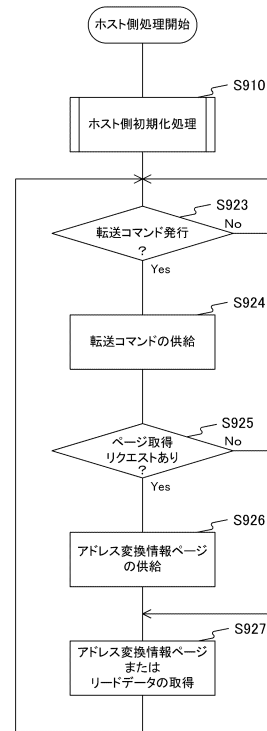 ホスト側処理開始
S910
ホスト側初期化処理
S923
転送コマンド発行
?
No
Yes
S924
転送コマンドの供給
S925
ページ取得
リクエストあり
?
No
Yes
S926
アドレス変換情報ページ
の供給
S927
アドレス変換情報ページ
または
リードデータの取得